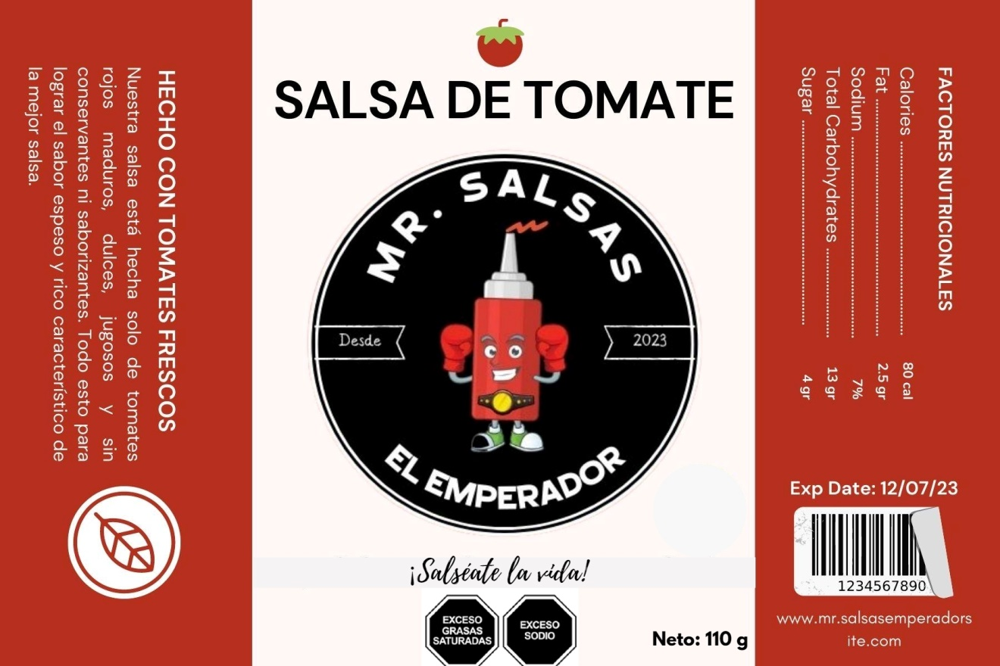 HECHO CON TOMATES FRESCOS
Nuestra salsa está hecha solo de tomates
rojos maduros, dulces, jugosos y sin
conservantes ni saborizantes. Todo esto para
lograr el sabor espeso y rico característico de
la mejor salsa.
SALSA DE TOMATE
MR. SALSAS
Desde
2023
EL EMPERADOR
¡Salséate la vida!
EXCESO
GRASAS
SATURADAS
EXCESO
SODIO
Neto: 110 g
FACTORES NUTRICIONALES
Calories ........................................ 80 cal
Fat ................................................ 2.5 gr
Sodium ........................................ 7%
Total Carbohydrates .................. 13 gr
Sugar ........................................... 4 gr
Exp Date: 12/07/23
1234567890
www.mr.salsasemperadors
ite.com